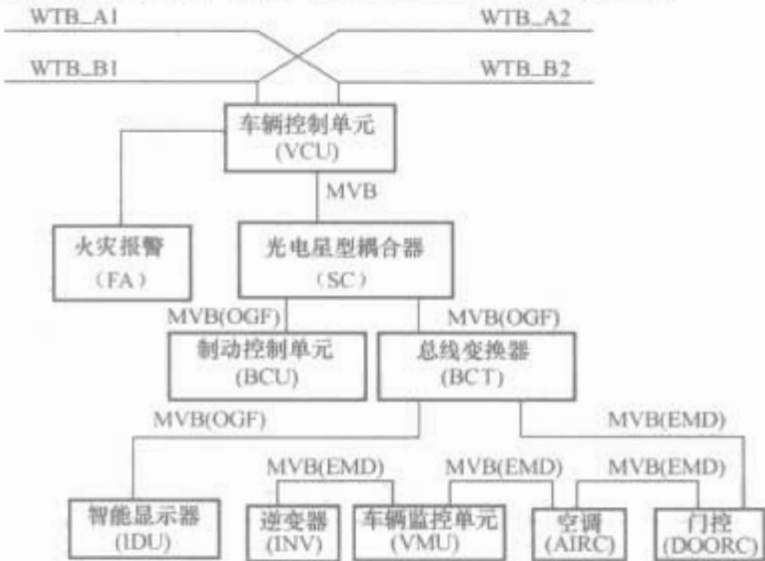 WTB_A1
WTB_A2
WTB_B1
WTB_B2
车辆控制单元
(VCU)
MVB
火灾报警
（FA）
光电星型耦合器
（SC）
MVB(OGF)
MVB(OGF)
制动控制单元
(BCU)
总线变换器
(BCT)
MVB(OGF)
MVB(EMD)
MVB(EMD)
MVB(EMD)
MVB(EMD)
智能显示器
(IDU)
逆变器
(INV)
车辆监控单元
(VMU)
空调
(AIRC)
门控
(DOORC)